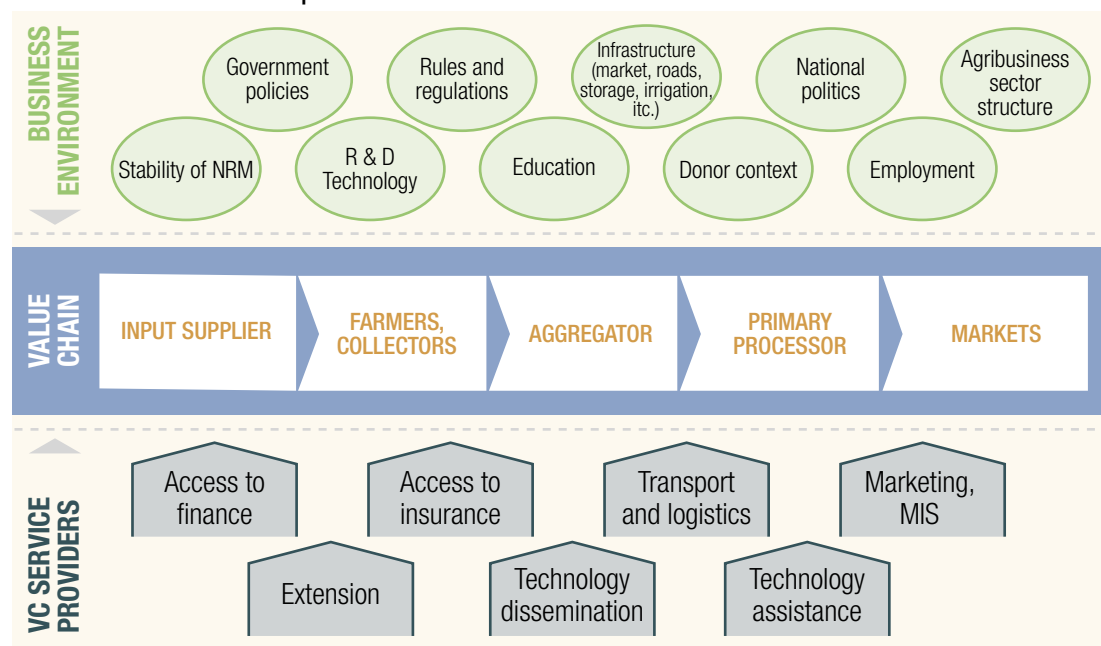 BUSINESS
ENVIRONMENT
Government
policies
Rules and
regulations
Infrastructure
(market, roads,
storage, irrigation,
itc.)
National
politics
Agribusiness
sector
structure
Stability of NRM
R & D
Technology
Education
Donor context
Employment
VALUE
CHAIN
INPUT SUPPLIER
FARMERS,
COLLECTORS
AGGREGATOR
PRIMARY
PROCESSOR
MARKETS
VC SERVICE
PROVIDERS
Access to
finance
Access to
insurance
Transport
and logistics
Marketing,
MIS
Extension
Technology
dissemination
Technology
assistance